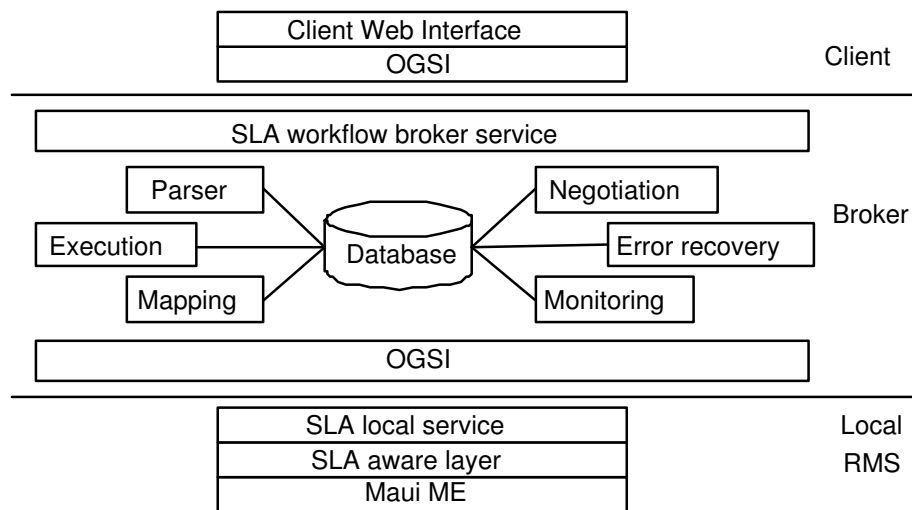 Client Web Interface
OGSI
Client
SLA workflow broker service
Parser
Negotiation
Broker
Execution
Database
Error recovery
Mapping
Monitoring
OGSI
SLA local service
Local
SLA aware layer
RMS
Maui ME